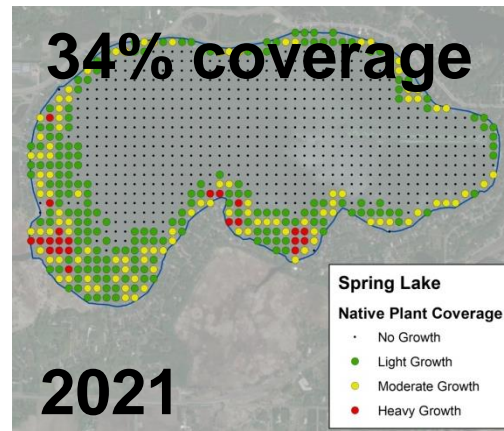 34% coverage
Spring Lake
Native Plant Coverage
No Growth
Light Growth
Moderate Growth
Heavy Growth
2021